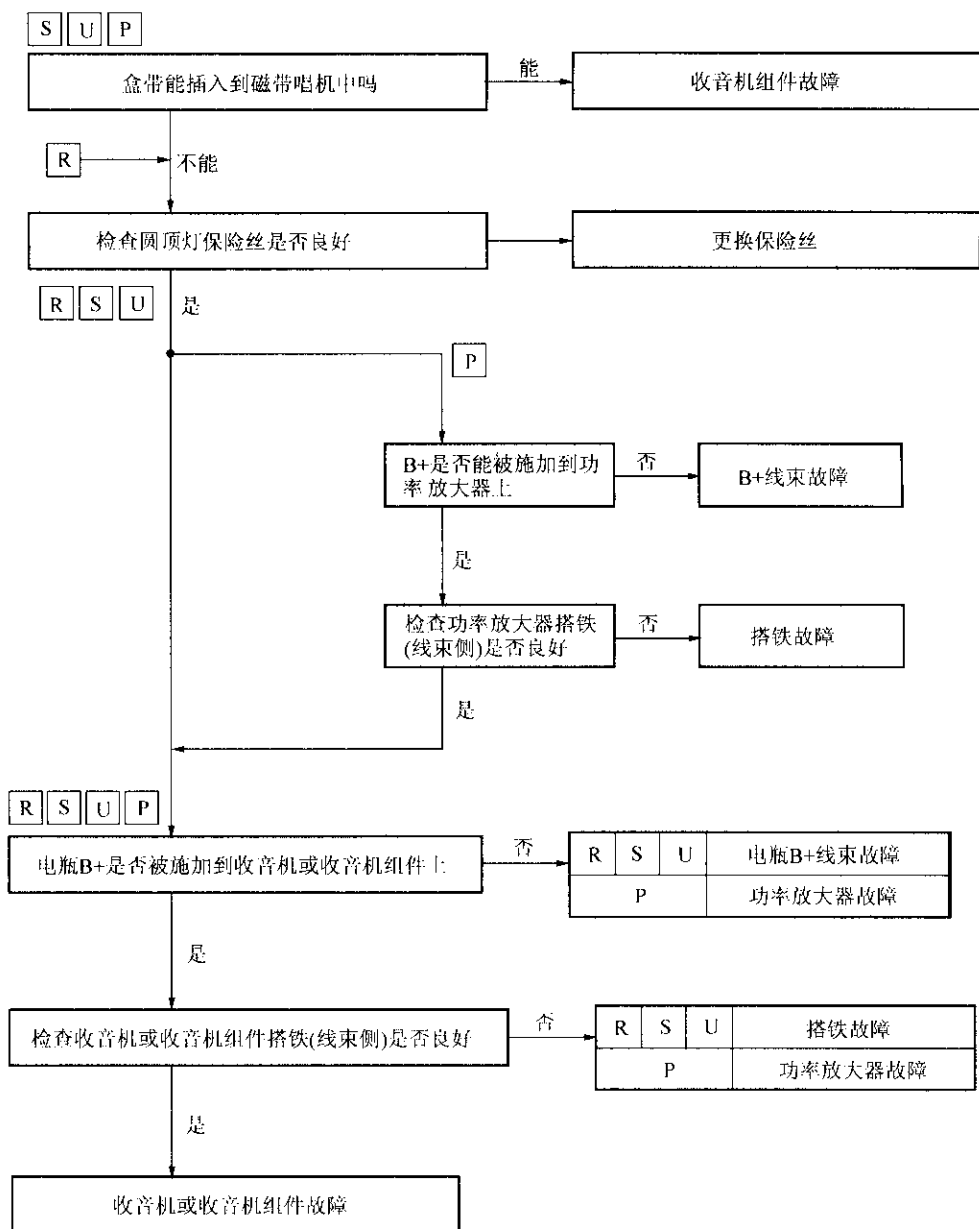 S U P
盒带能插入到磁带唱机中吗
能
收音机组件故障
R
不能
检查圆顶灯保险丝是否良好
更换保险丝
R S U
是
P
B+是否能被施加到功
率放大器上
否
B+线束故障
是
检查功率放大器搭铁
(线束侧)是否良好
否
搭铁故障
是
R S U P
电瓶B+是否被施加到收音机或收音机组件上
否
R S U 电瓶B+线束故障
P 功率放大器故障
是
检查收音机或收音机组件搭铁(线束侧)是否良好
否
R S U 搭铁故障
P 功率放大器故障
是
收音机或收音机组件故障